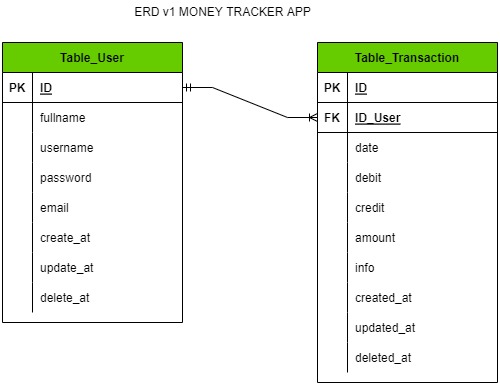 ERD v1 MONEY TRACKER APP
Table_User
PK ID
fullname
username
password
email
create_at
update_at
delete_at
Table_Transaction
PK ID
FK ID_User
date
debit
credit
amount
info
created_at
updated_at
deleted_at